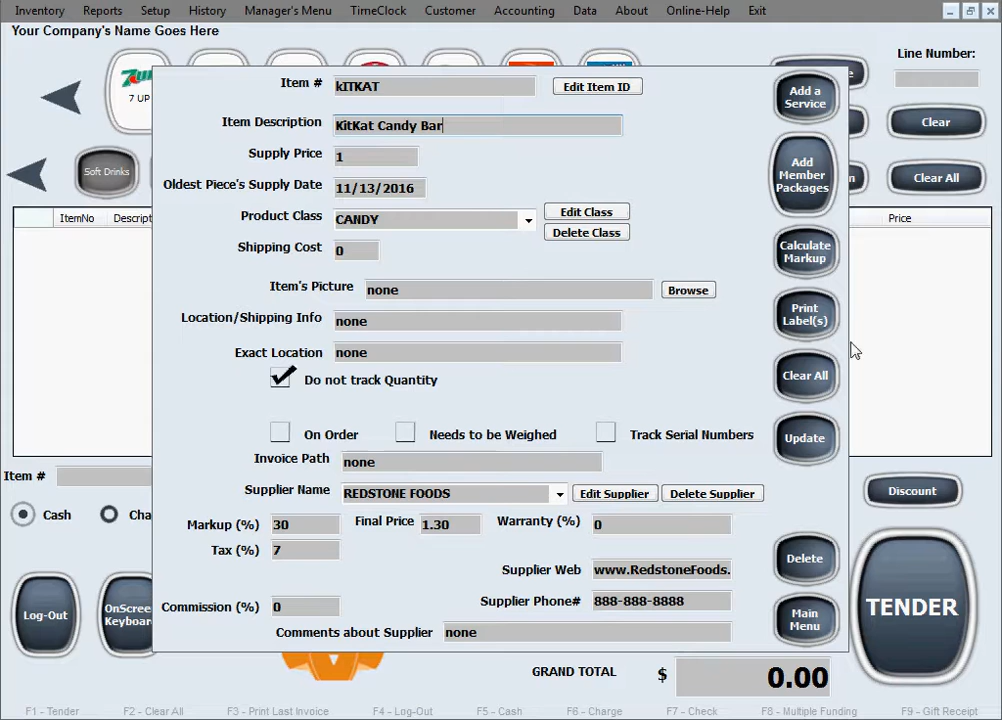 Inventory Reports Setup History Manager's Menu TimeClock Customer Accounting Data About Online-Help Exit
Your Company's Name Goes Here
Line Number:
7 UP
Item # kITKAT Edit Item ID
Add a Service
Clear
Item Description KitKat Candy Bar
Supply Price 1
Soft Drinks
Add Member Packages
Clear All
Oldest Piece's Supply Date 11/13/2016
Product Class CANDY Edit Class
Delete Class
ItemNo Descript Price
Shipping Cost 0
Calculate Markup
Item's Picture none Browse
Location/Shipping Info none
Print Label(s)
Exact Location none
Do not track Quantity
Clear All
On Order Needs to be Weighed Track Serial Numbers
Update
Invoice Path none
Item #
Supplier Name REDSTONE FOODS Edit Supplier Delete Supplier
Discount
Cash Cha
Markup (%) 30 Final Price 1.30 Warranty (%) 0
Tax (%) 7
Supplier Web www.RedstoneFoods.
Delete
Commission (%) 0 Supplier Phone# 888-888-8888
Log-Out
OnScreen Keyboar
Main Menu
TENDER
Comments about Supplier none
GRAND TOTAL $ 0.00
F1 - Tender F2 - Clear All F3 - Print Last Invoice F4 - Log-Out F5 - Cash F6 - Charge F7 - Check F8 - Multiple Funding F9 - Gift Receipt